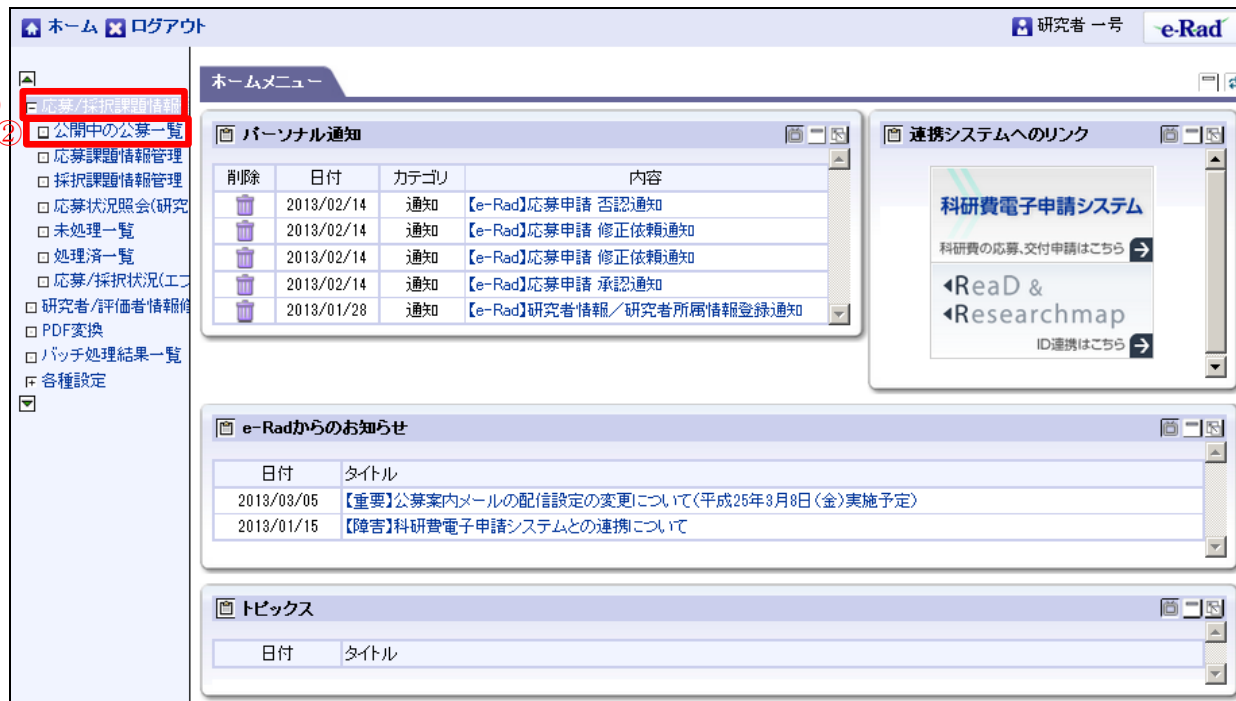 ホーム ログアウト
研究者 一号
e-Rad
応募/採択課題情報
② 公開中の公募一覧
応募課題情報管理
採択課題情報管理
応募状況照会(研究
未処理一覧
処理済一覧
応募/採択状況(エフ
研究者/評価者情報修
PDF変換
バッチ処理結果一覧
各種設定
ホームメニュー
パーソナル通知
削除 日付 カテゴリ 内容
2013/02/14 通知 【e-Rad】応募申請 否認通知
2013/02/14 通知 【e-Rad】応募申請 修正依頼通知
2013/02/14 通知 【e-Rad】応募申請 修正依頼通知
2013/02/14 通知 【e-Rad】応募申請 承認通知
2013/01/28 通知 【e-Rad】研究者情報／研究者所属情報登録通知
連携システムへのリンク
科研費電子申請システム
科研費の応募、交付申請はこちら
ReaD &
Researchmap
ID連携はこちら
e-Radからのお知らせ
日付 タイトル
2013/03/05 【重要】公募案内メールの配信設定の変更について(平成25年3月8日(金)実施予定)
2013/01/15 【障害】科研費電子申請システムとの連携について
トピックス
日付 タイトル